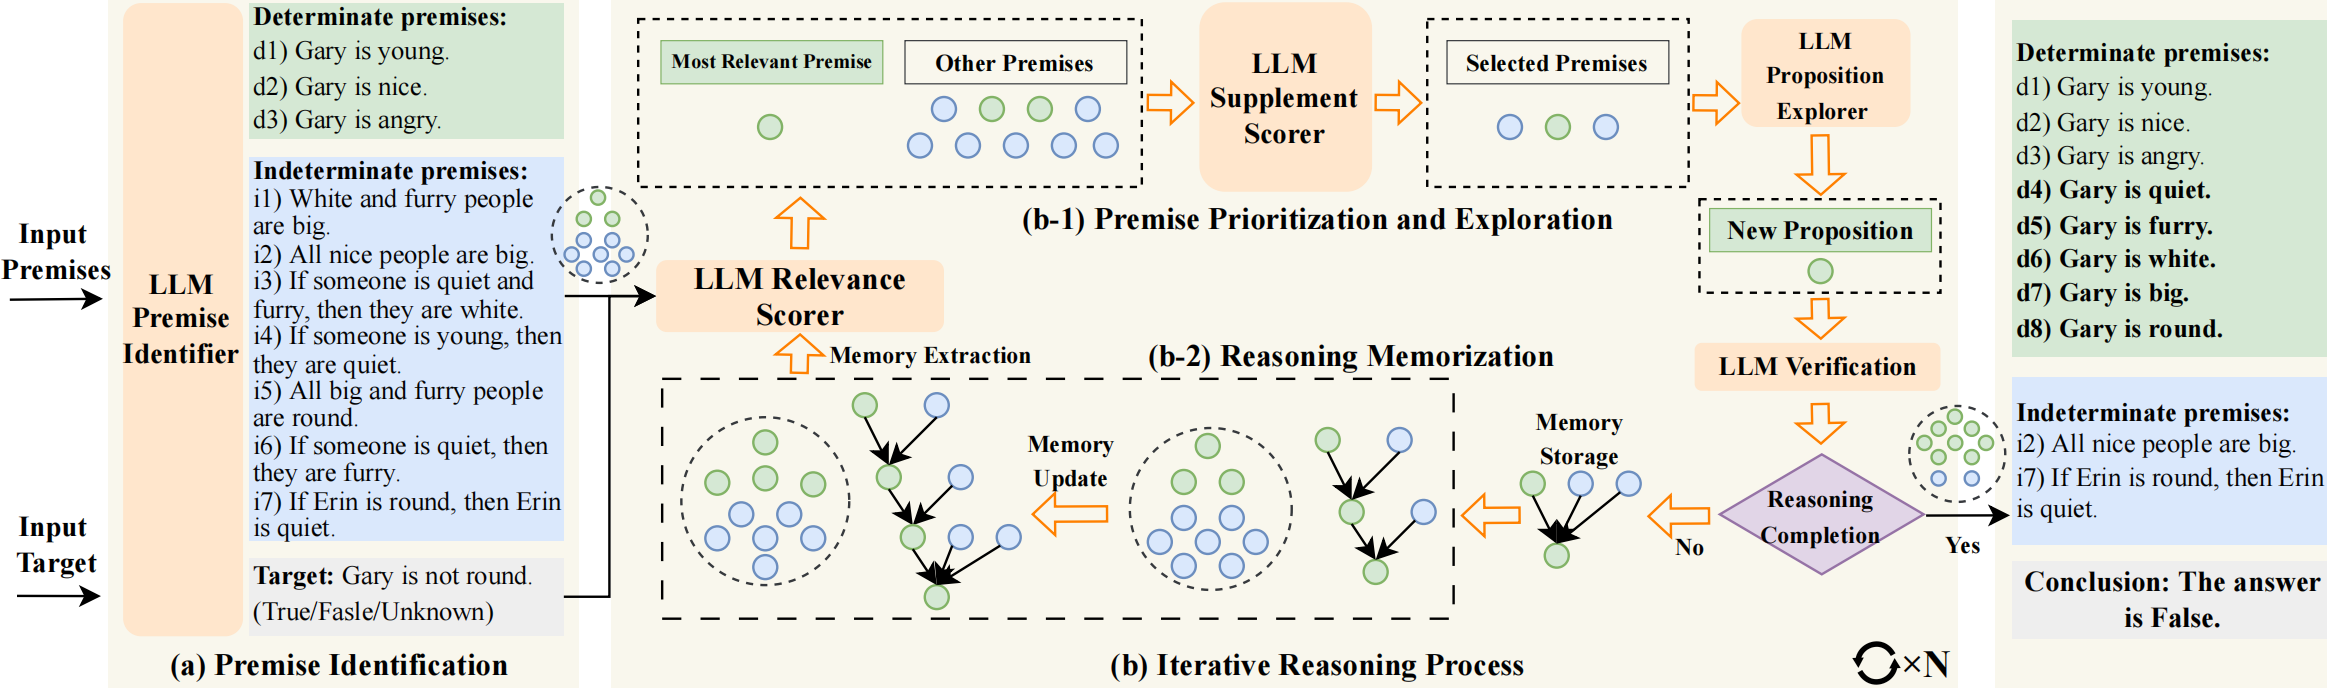 Input
Premises
Input
Target
LLM
Premise
Identifier
Determinate premises:
d1) Gary is young.
d2) Gary is nice.
d3) Gary is angry.
Indeterminate premises:
i1) White and furry people
are big.
i2) All nice people are big.
i3) If someone is quiet and
furry, then they are white.
i4) If someone is young, then
they are quiet.
i5) All big and furry people
are round.
i6) If someone is quiet, then
they are furry.
i7) If Erin is round, then Erin
is quiet.
Target: Gary is not round.
(True/Fasle/Unknown)
(a) Premise Identification
Most Relevant Premise
Other Premises
LLM
Supplement
Scorer
Selected Premises
LLM
Proposition
Explorer
(b-1) Premise Prioritization and Exploration
New Proposition
LLM Relevance
Scorer
Memory Extraction
(b-2) Reasoning Memorization
LLM Verification
Memory
Update
Memory
Storage
Reasoning
Completion
No
Yes
(b) Iterative Reasoning Process
×N
Determinate premises:
d1) Gary is young.
d2) Gary is nice.
d3) Gary is angry.
d4) Gary is quiet.
d5) Gary is furry.
d6) Gary is white.
d7) Gary is big.
d8) Gary is round.
Indeterminate premises:
i2) All nice people are big.
i7) If Erin is round, then Erin
is quiet.
Conclusion: The answer
is False.